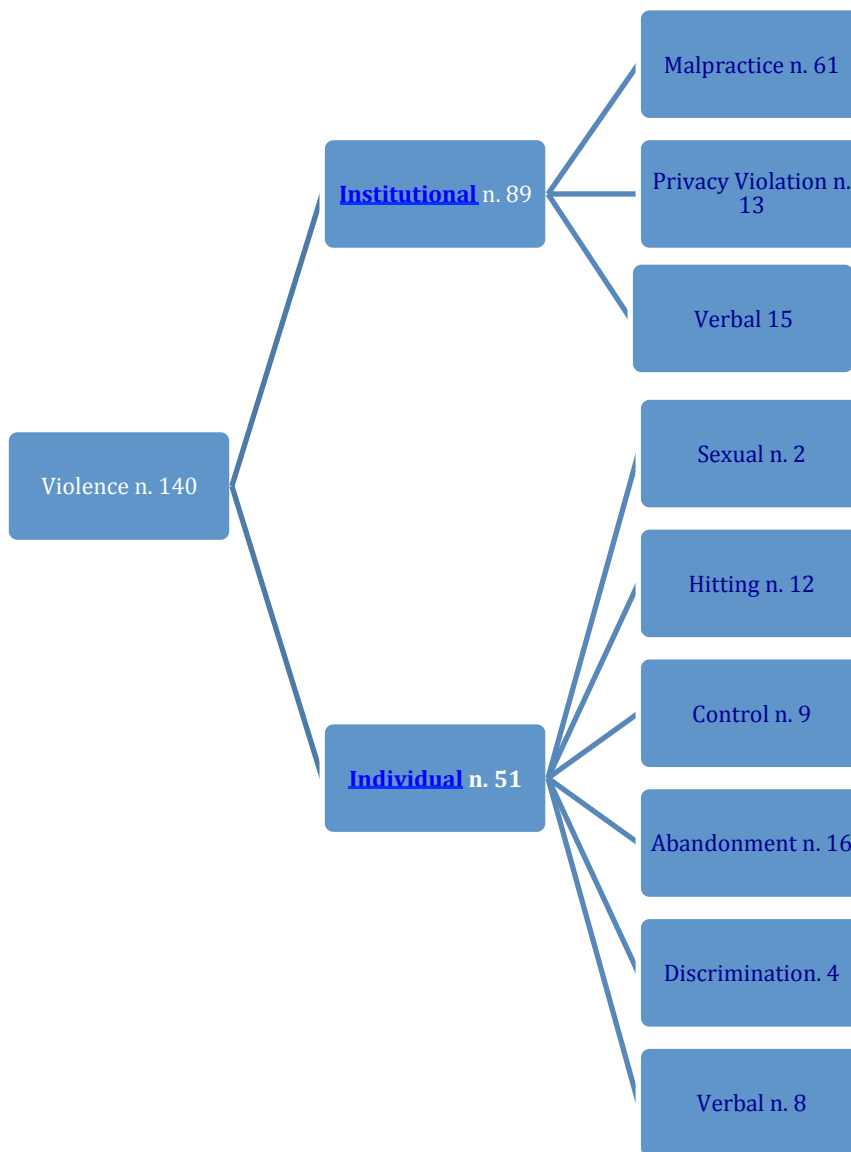 Malpractice n. 61
Institutional n. 89
Privacy Violation n.
13
Verbal 15
Violence n. 140
Sexual n. 2
Hitting n. 12
Control n. 9
Individual n. 51
Abandonment n. 16
Discrimination. 4
Verbal n. 8